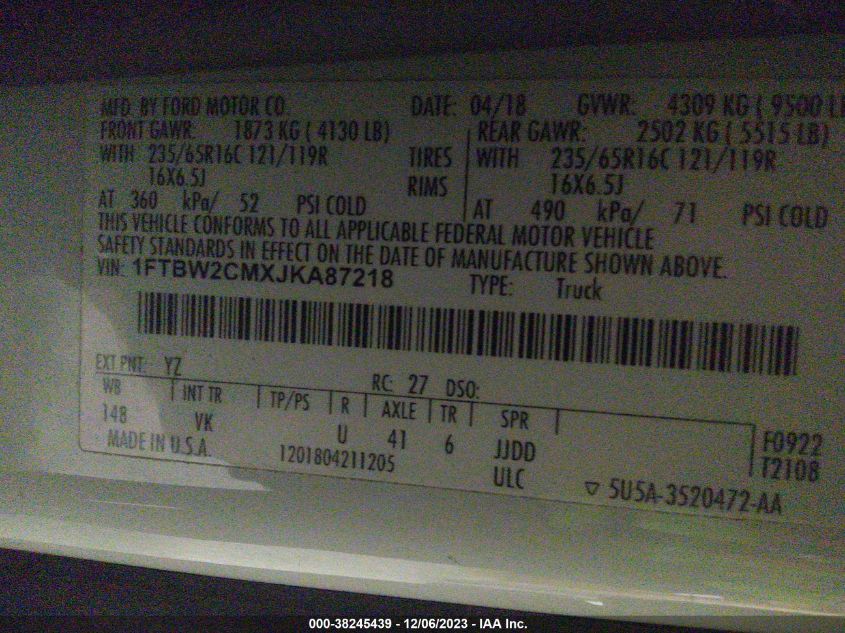 MFD. BY FORD MOTOR CO. DATE: 04/18 GVWR: 4309 KG ( 9500 LB
FRONT GAWR: 1873 KG ( 4130 LB) REAR GAWR: 2502 KG ( 5515 LB)
WITH 235/65R16C 121/119R TIRES WITH 235/65R16C 121/119R
16X6.5J RIMS 16X6.5J
AT 360 kPa/ 52 PSI COLD AT 490 kPa/ 71 PSI COLD
THIS VEHICLE CONFORMS TO ALL APPLICABLE FEDERAL MOTOR VEHICLE
SAFETY STANDARDS IN EFFECT ON THE DATE OF MANUFACTURE SHOWN ABOVE.
VIN: 1FTBW2CMXJKA87218 TYPE: Truck
EXT PNT: YZ RC: 27 DSO:
WB INT TR TP/PS R AXLE TR SPR
148 VK U 41 6 JJDD F0922
MADE IN U.S.A. 1201804211205 ULC T2108
▽ 5U5A-3520472-AA
000-38245439 - 12/06/2023 - IAA Inc.